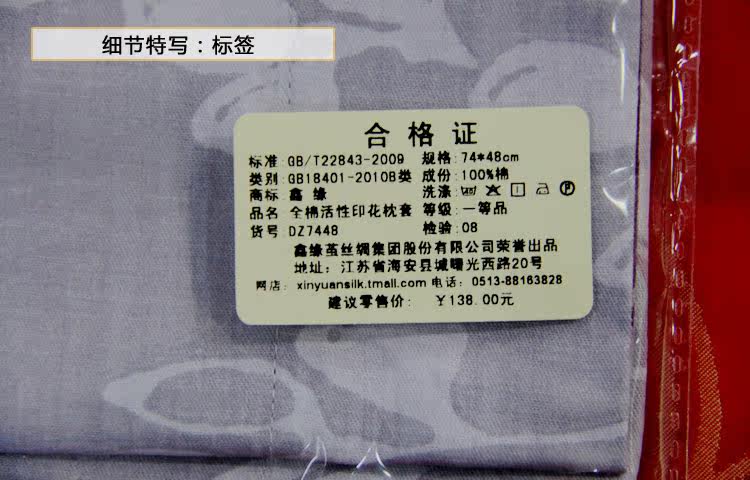 细节特写：标签
合格证
标准：GB/T22843-2009 规格：74*48cm
类别：GB18401-2010B类 成份：100%棉
商标：鑫缘 洗涤：
品名：全棉活性印花枕套 等级：一等品
货号：DZ7448 检验：08
鑫缘茧丝绸集团股份有限公司荣誉出品
地址：江苏省海安县城曙光西路20号
网店：xinyuansilk.tmall.com 电话：0513-88163828
建议零售价：￥138.00元